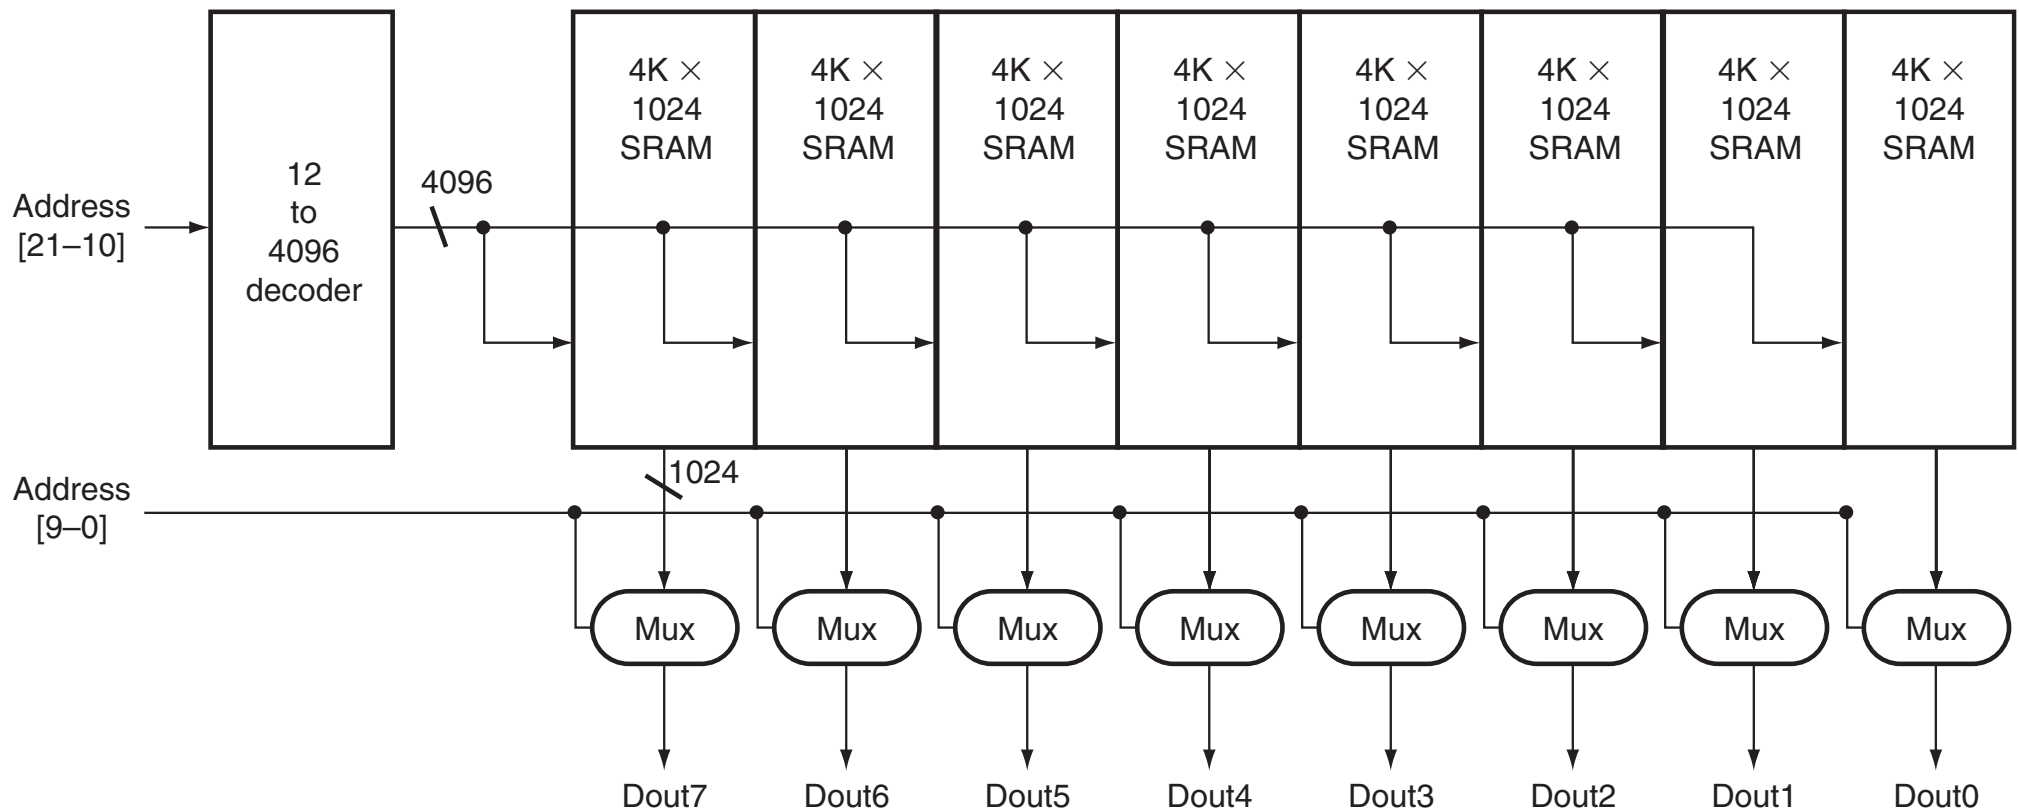 4K ×
1024
SRAM
4K ×
1024
SRAM
4K ×
1024
SRAM
4K ×
1024
SRAM
4K ×
1024
SRAM
4K ×
1024
SRAM
4K ×
1024
SRAM
4K ×
1024
SRAM
12
to
4096
decoder
4096
Address
[21–10]
1024
Address
[9–0]
Mux
Mux
Mux
Mux
Mux
Mux
Mux
Mux
Dout7
Dout6
Dout5
Dout4
Dout3
Dout2
Dout1
Dout0